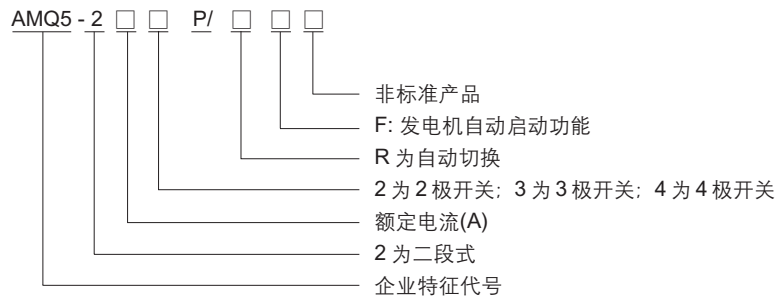 AMQ5 - 2 □ □ P/ □ □ □
非标准产品
F: 发电机自动启动功能
R 为自动切换
2 为 2 极开关; 3 为 3 极开关; 4 为 4 极开关
额定电流(A)
2 为二段式
企业特征代号